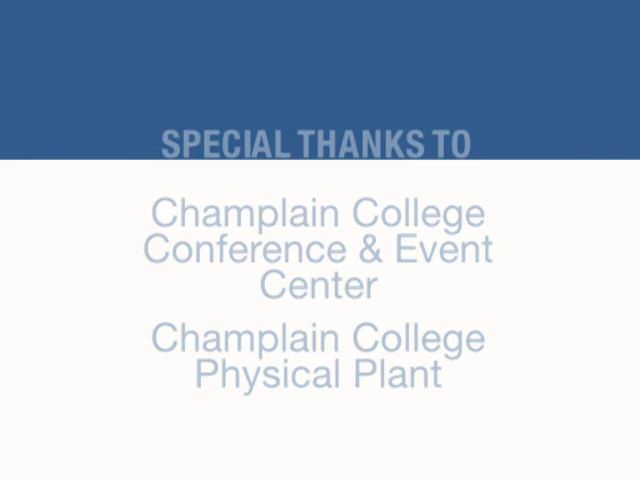 SPECIAL THANKS TO
Champlain College
Conference & Event
Center
Champlain College
Physical Plant